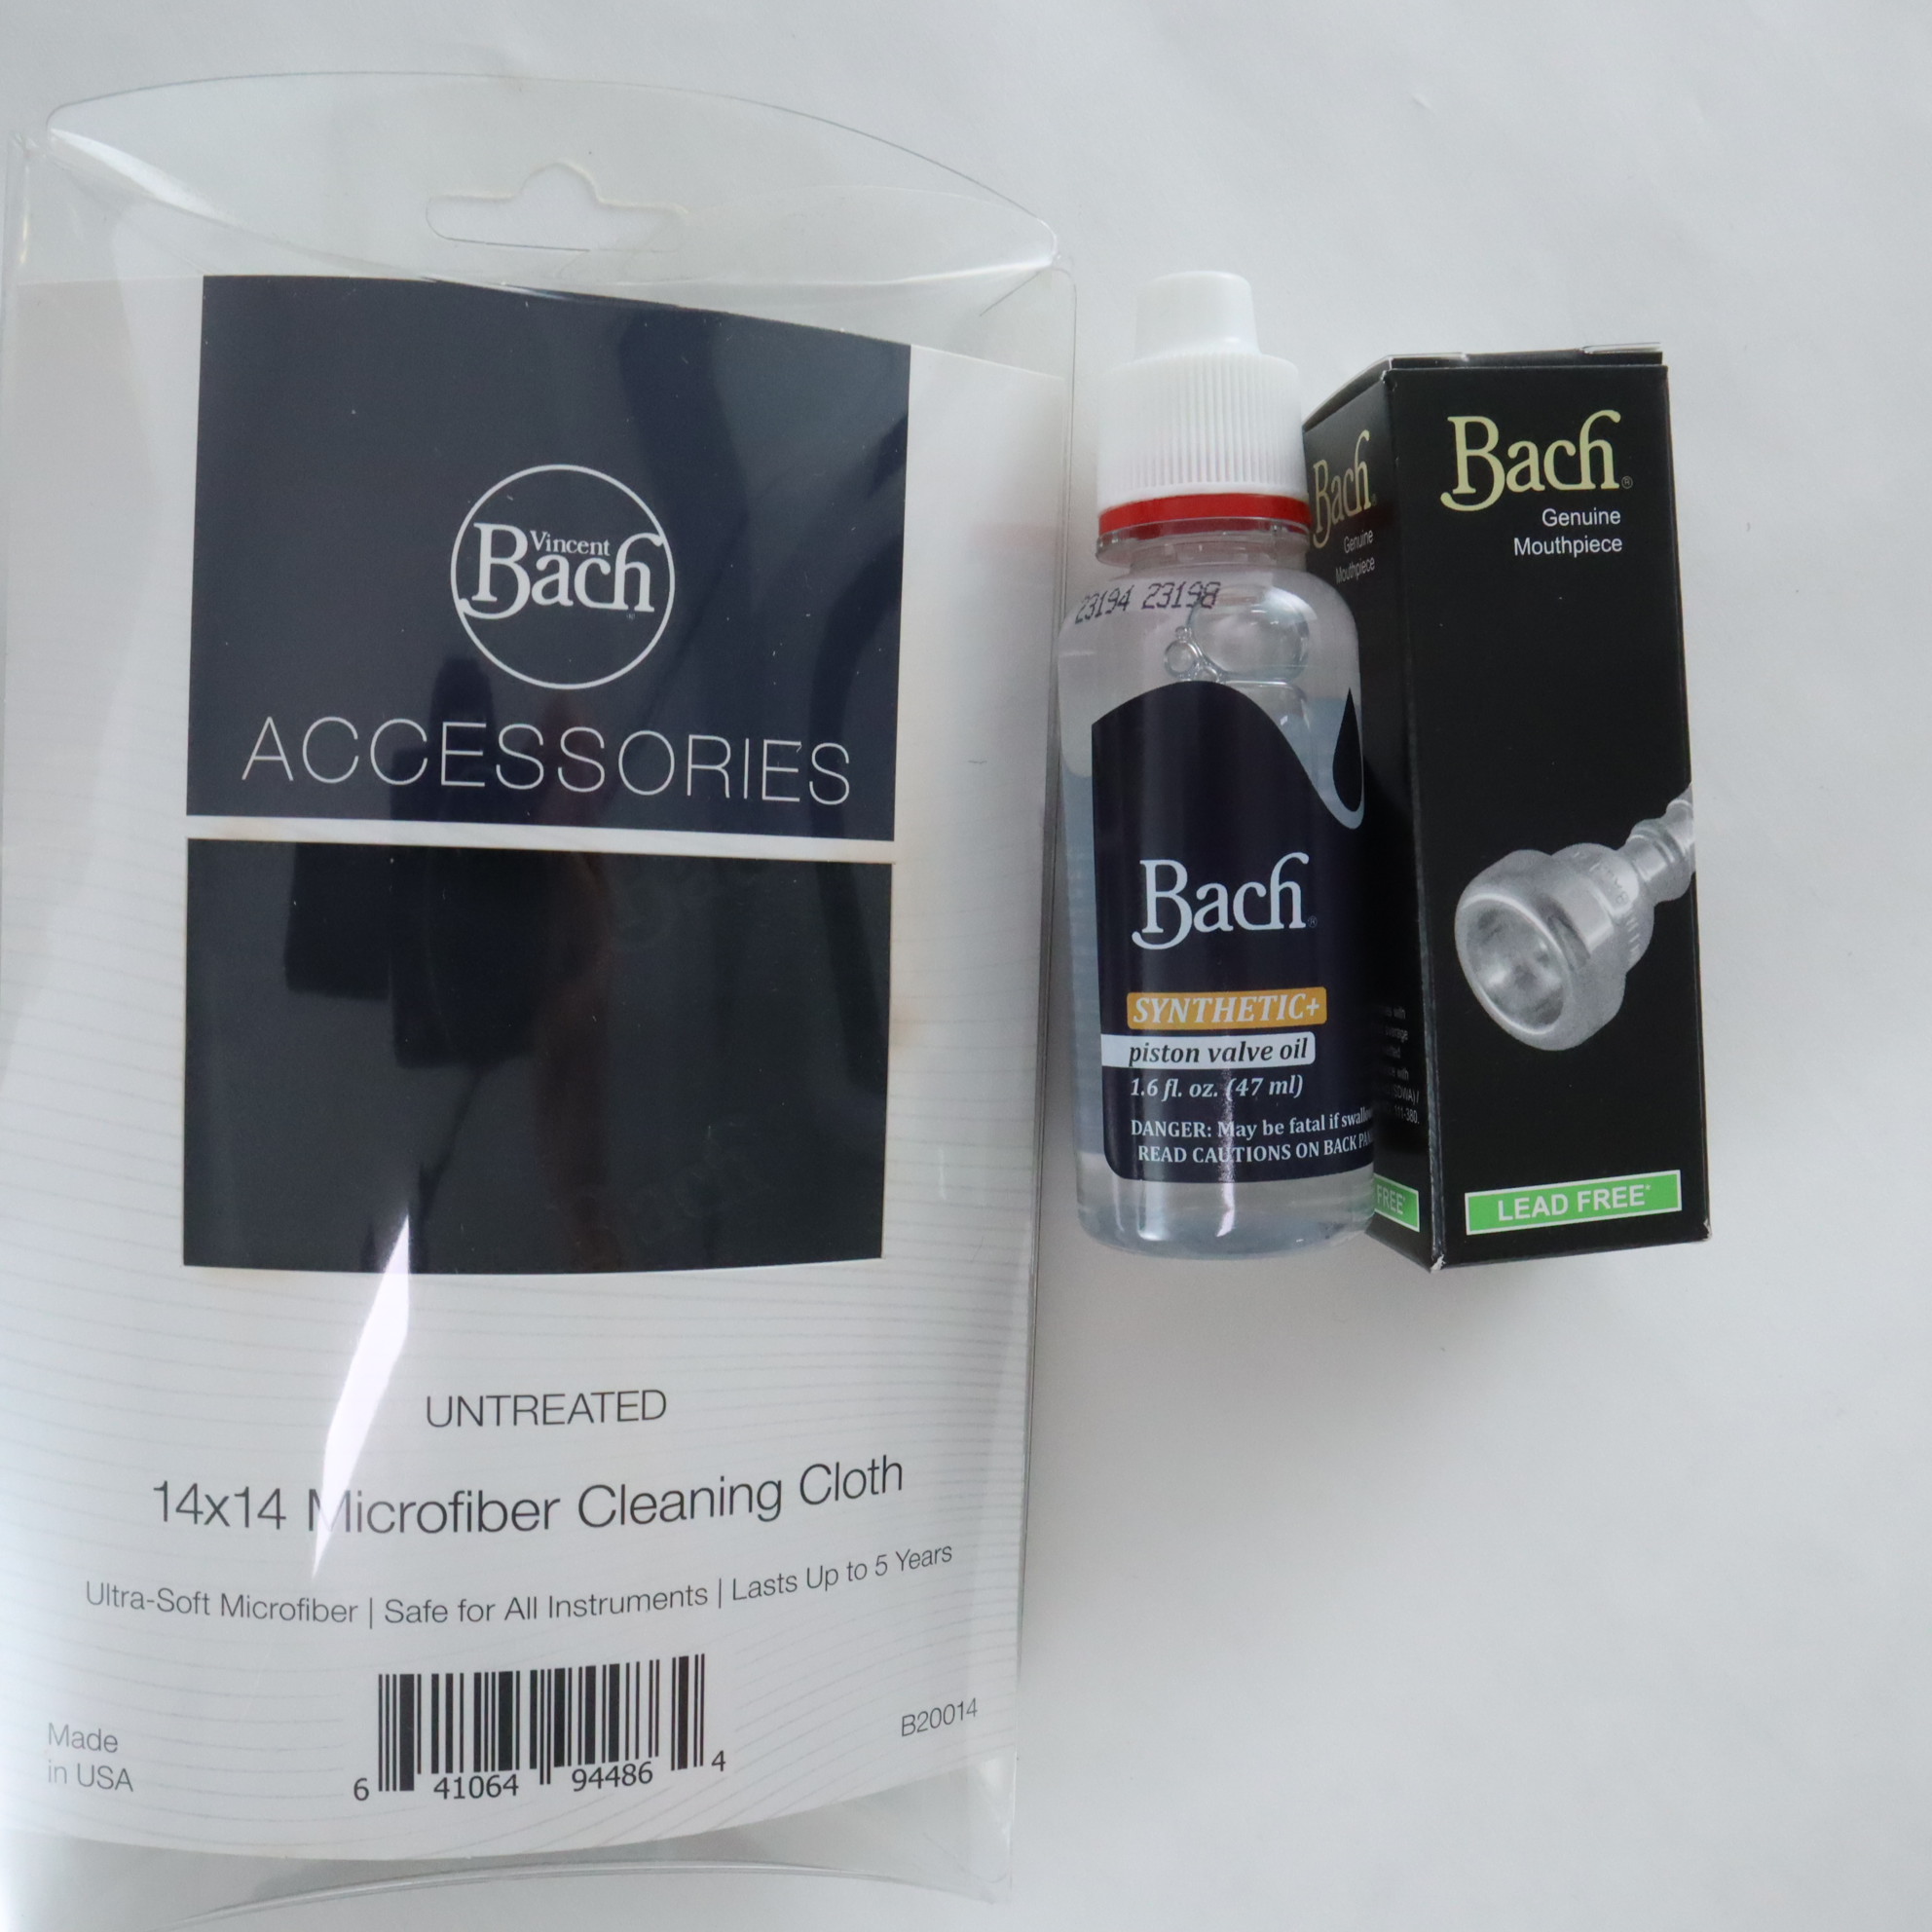 Vincent
Bach
ACCESSORIES
UNTREATED
14x14 Microfiber Cleaning Cloth
Ultra-Soft Microfiber | Safe for All Instruments | Lasts Up to 5 Years
Made
in USA
6 41064 94486 4
B20014
23194 23198
Bach®
SYNTHETIC+
piston valve oil
1.6 fl. oz. (47 ml)
DANGER: May be fatal if
READ CAUTIONS ON BACK
Bach®
Genuine
Mouthpiece
FREE*
Bach®
Genuine
Mouthpiece
LEAD FREE*